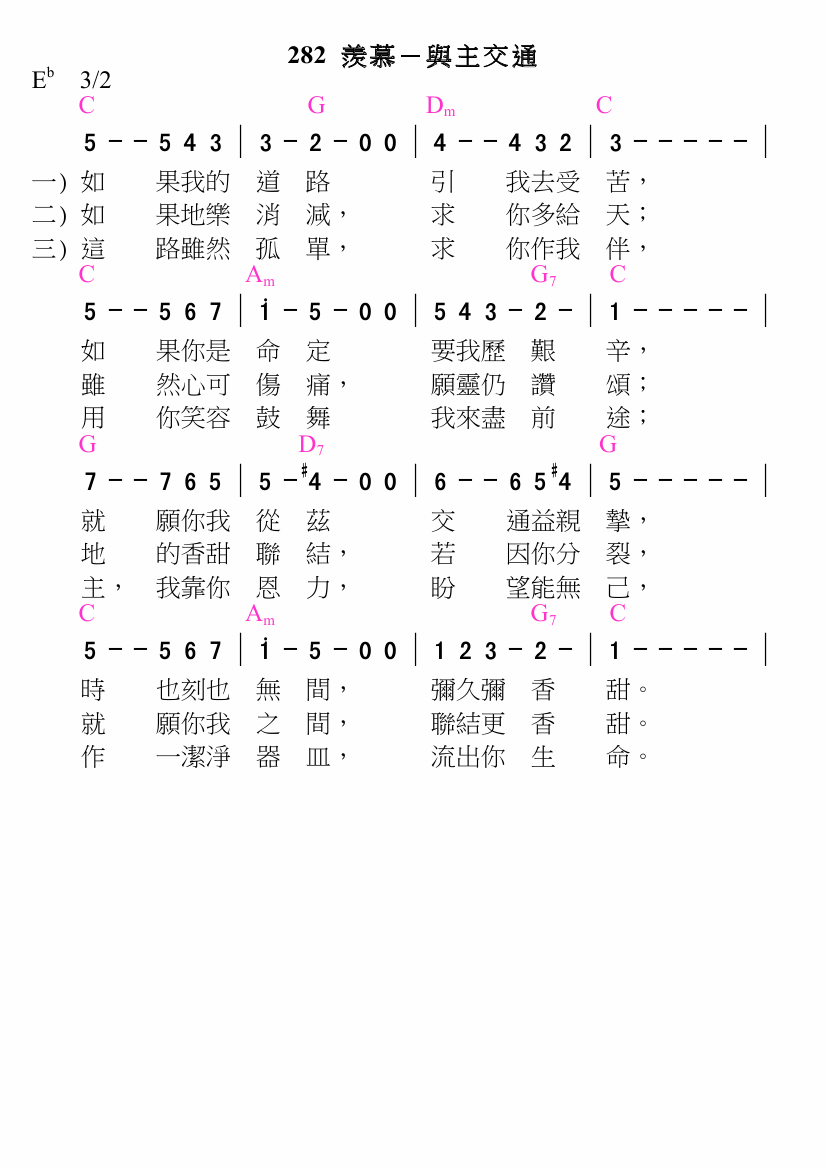 282 羨慕－與主交通
E♭ 3/2
C G Dm C
5 - - 5 4 3 | 3 - 2 - 0 0 | 4 - - 4 3 2 | 3 - - - - - |
一) 如 果我的 道 路 引 我去受 苦，
二) 如 果地樂 消 減， 求 你多給 天；
三) 這 路雖然 孤 單， 求 你作我 伴，
C Am G7 C
5 - - 5 6 7 | i - 5 - 0 0 | 5 4 3 - 2 - | 1 - - - - - |
如 果你是 命 定 要我歷 艱 辛，
雖 然心可 傷 痛， 願靈仍 讚 頌；
用 你笑容 鼓 舞 我來盡 前 途；
G D7 G
7 - - 7 6 5 | 5 - #4 - 0 0 | 6 - - 6 5 #4 | 5 - - - - - |
就 願你我 從 茲 交 通益親 摯，
地 的香甜 聯 結， 若 因你分 裂，
主， 我靠你 恩 力， 盼 望能無 己，
C Am G7 C
5 - - 5 6 7 | i - 5 - 0 0 | 1 2 3 - 2 - | 1 - - - - - |
時 也刻也 無 間， 彌久彌 香 甜。
就 願你我 之 間， 聯結更 香 甜。
作 一潔淨 器 皿， 流出你 生 命。